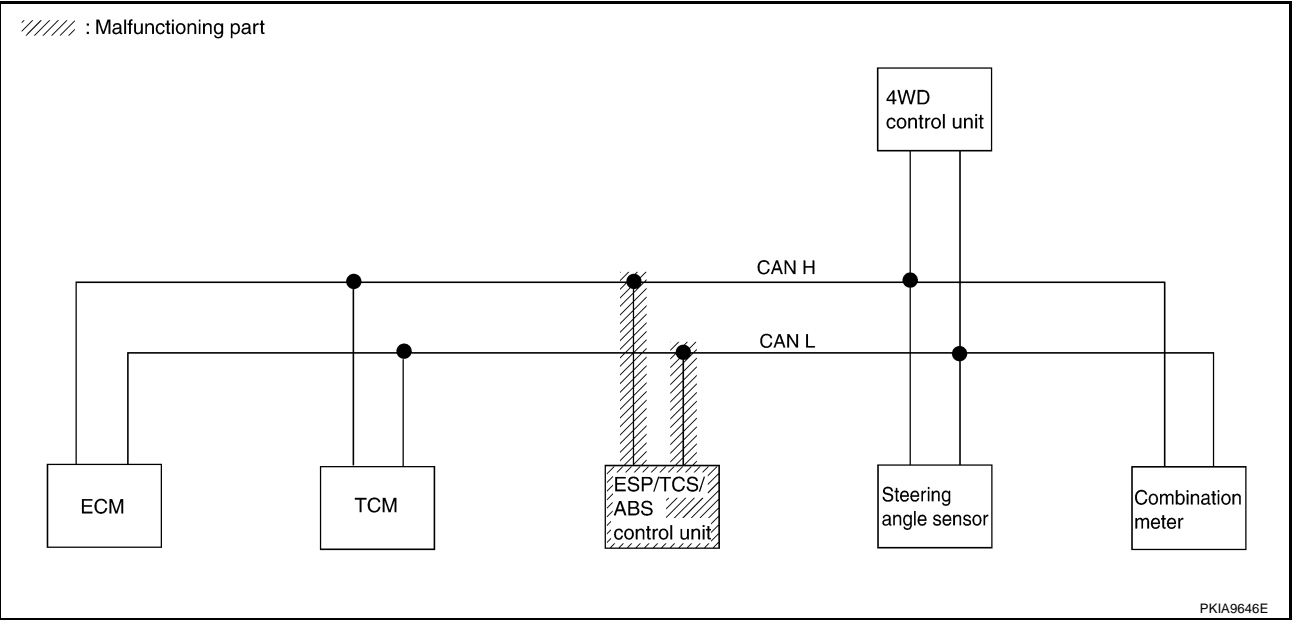 : Malfunctioning part
4WD
control unit
CAN H
CAN L
ECM
TCM
ESP/TCS/
ABS
control unit
Steering
angle sensor
Combination
meter
PKIA9646E